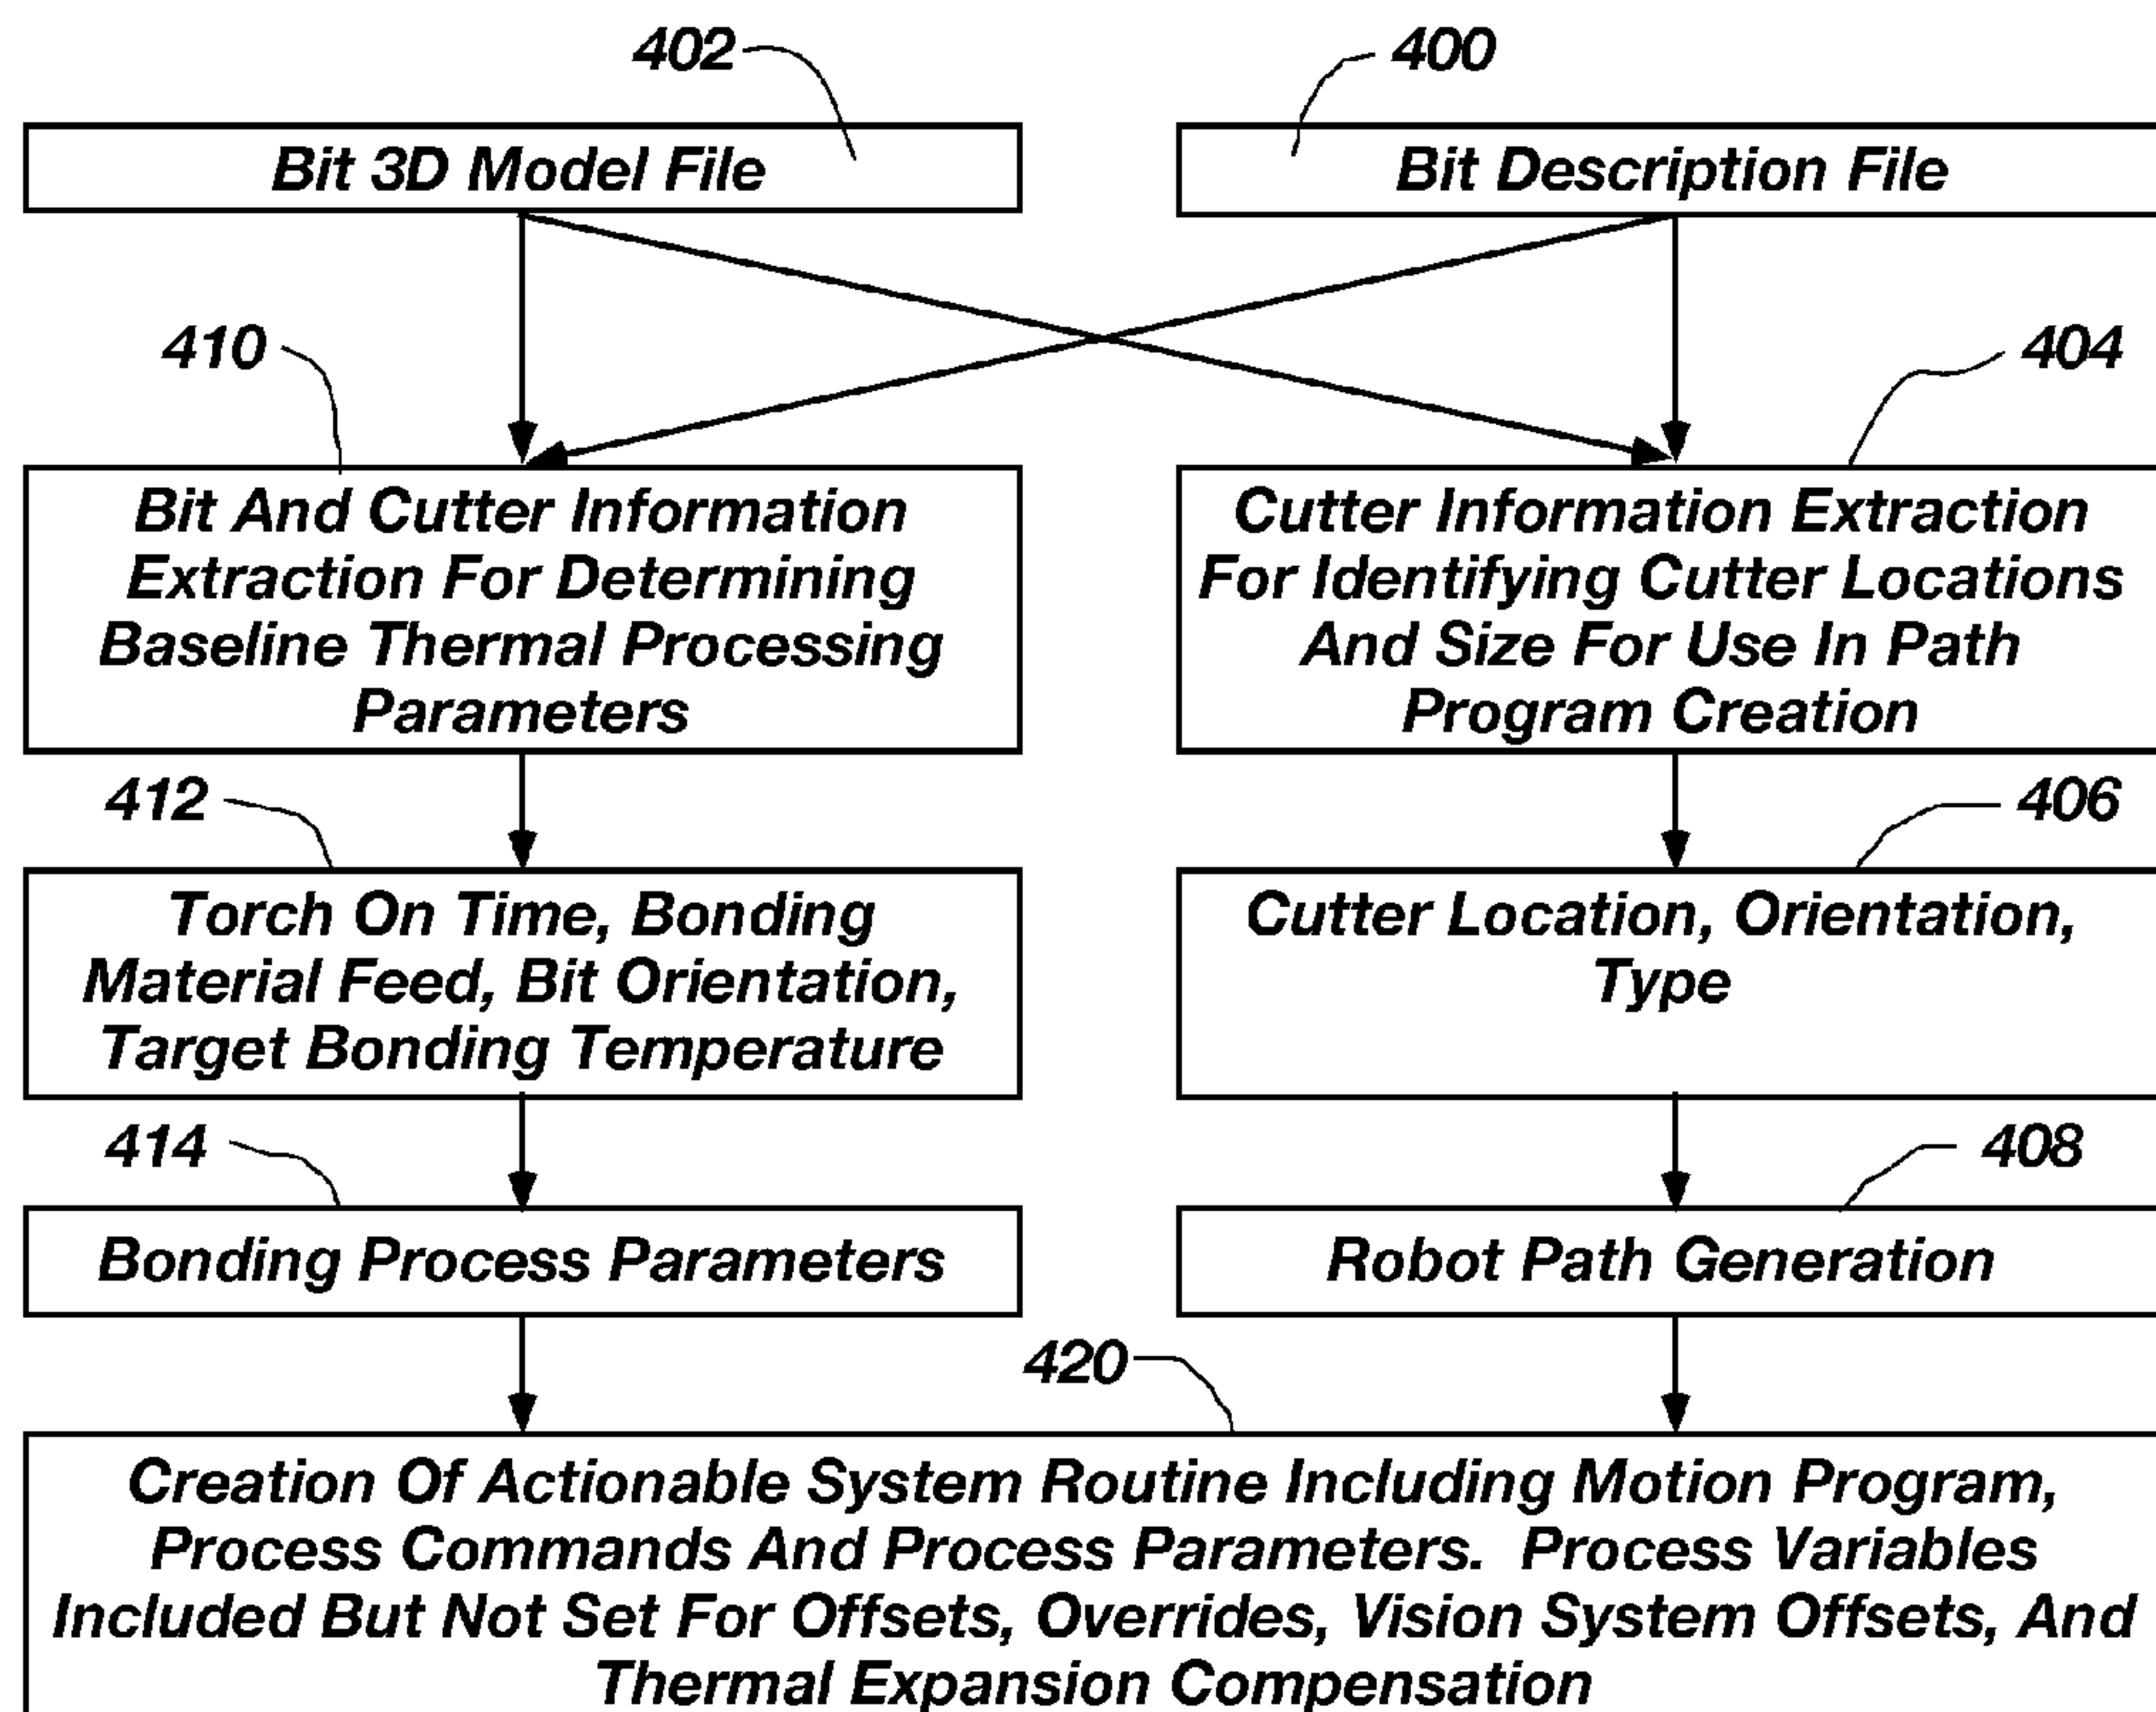 402
400
Bit 3D Model File
Bit Description File
410
404
Bit And Cutter Information
Extraction For Determining
Baseline Thermal Processing
Parameters
Cutter Information Extraction
For Identifying Cutter Locations
And Size For Use In Path
Program Creation
412
406
Torch On Time, Bonding
Material Feed, Bit Orientation,
Target Bonding Temperature
Cutter Location, Orientation,
Type
414
408
Bonding Process Parameters
Robot Path Generation
420
Creation Of Actionable System Routine Including Motion Program,
Process Commands And Process Parameters. Process Variables
Included But Not Set For Offsets, Overrides, Vision System Offsets, And
Thermal Expansion Compensation